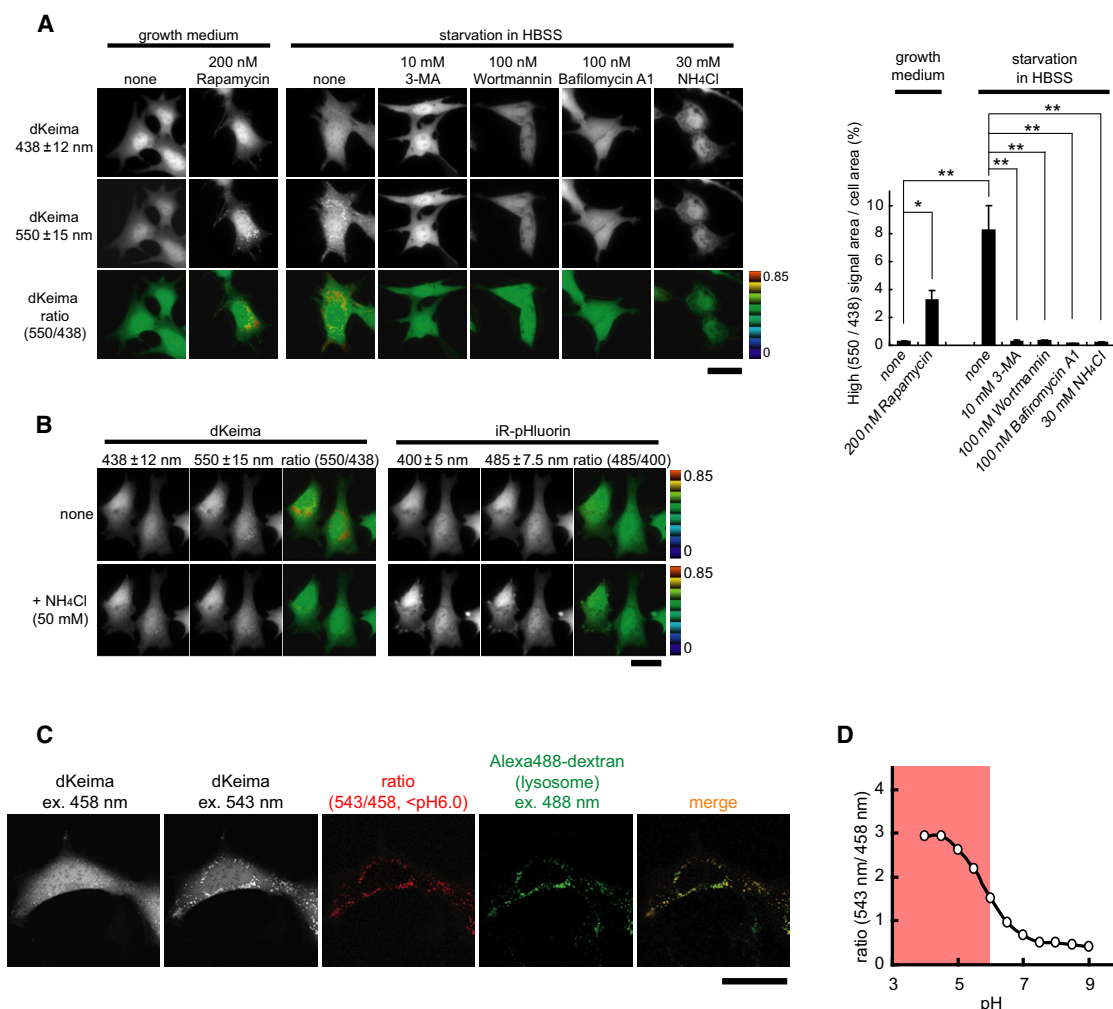 A
growth medium
starvation in HBSS
none
200 nM
Rapamycin
none
10 mM
3-MA
100 nM
Wortmannin
100 nM
Bafilomycin A1
30 mM
NH4Cl
dKeima
438 ±12 nm
dKeima
550 ±15 nm
dKeima
ratio
(550/438)
0.85
0
growth
medium
starvation
in HBSS
**
**
**
**
**
*
High (550 / 438) signal area / cell area (%)
10
8
6
4
2
0
none
200 nM Rapamycin
none
10 mM 3-MA
100 nM Wortmannin
100 nM Bafiromycin A1
30 mM NH4Cl
B
dKeima
iR-pHluorin
438 ±12 nm
550 ±15 nm
ratio (550/438)
400 ± 5 nm
485 ± 7.5 nm
ratio (485/400)
none
0.85
0
+ NH4Cl
(50 mM)
0.85
0
C
dKeima
ex. 458 nm
dKeima
ex. 543 nm
ratio
(543/458, <pH6.0)
Alexa488-dextran
(lysosome)
ex. 488 nm
merge
D
ratio (543 nm/ 458 nm)
4
3
2
1
0
3
5
7
9
pH